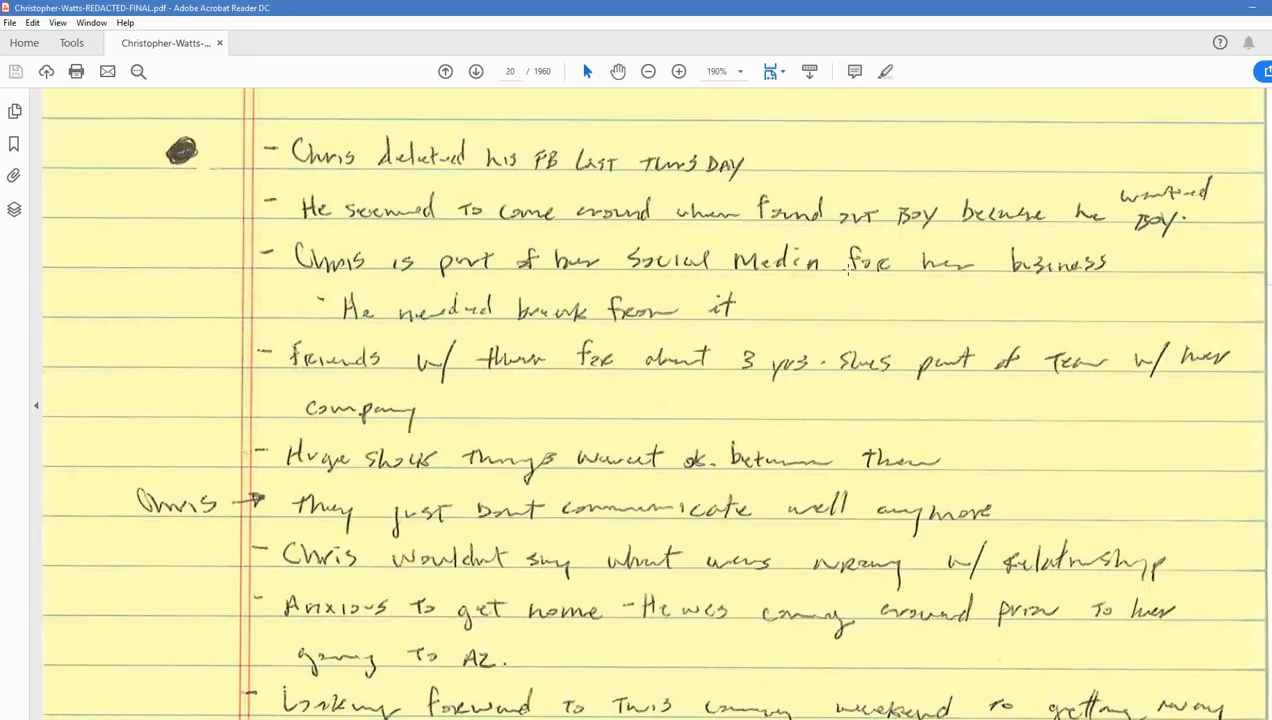 Christopher-Watts-REDACTED-FINAL.pdf - Adobe Acrobat Reader DC
File Edit View Window Help
Home Tools Christopher-Watts-... ×
20 / 1960 190%
- Chris deleted his FB LAST THURSDAY
- He seemed to come around when found out BOY because he wanted BOY.
- Chris is part of her Social Media for her business
- He needed break from it
- Friends w/ them for about 3 yrs. Shes part of Team w/ her
company
- Huge shock things weren't ok. between them
Chris → They just Dont communicate well anymore
- Chris wouldnt say what was wrong w/ Relationship
- Anxious To get home - He was coming around prior To her
going To AZ.
- Looking forward to This coming weekend to getting away